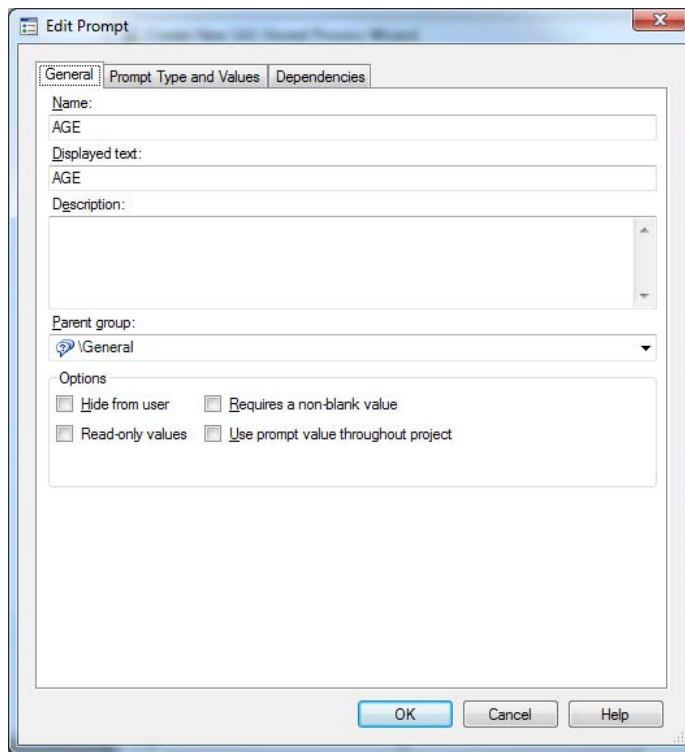 Edit Prompt
General Prompt Type and Values Dependencies
Name:
AGE
Displayed text:
AGE
Description:
Parent group:
\General
Options
Hide from user Requires a non-blank value
Read-only values Use prompt value throughout project
OK Cancel Help